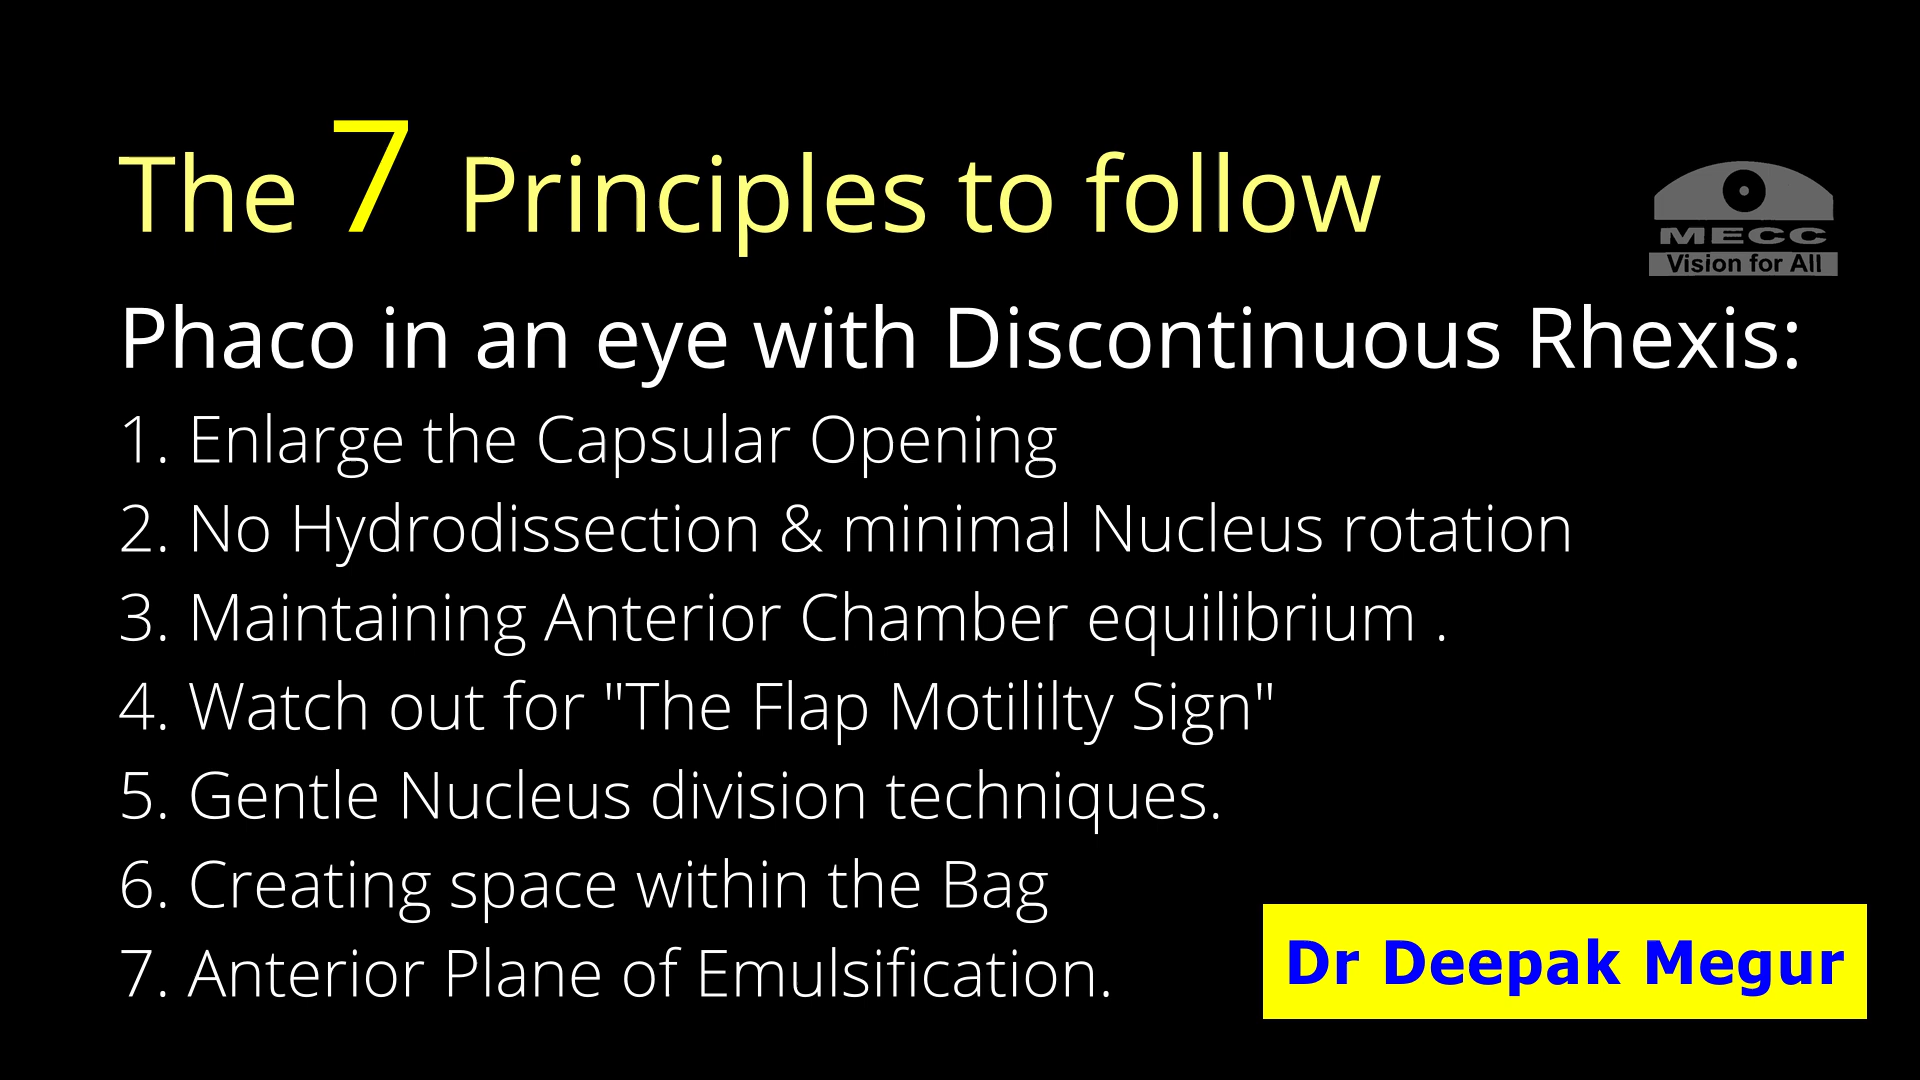 The 7 Principles to follow
MECC
Vision for All
Phaco in an eye with Discontinuous Rhexis:
1. Enlarge the Capsular Opening
2. No Hydrodissection & minimal Nucleus rotation
3. Maintaining Anterior Chamber equilibrium .
4. Watch out for "The Flap Motililty Sign"
5. Gentle Nucleus division techniques.
6. Creating space within the Bag
7. Anterior Plane of Emulsification.
Dr Deepak Megur